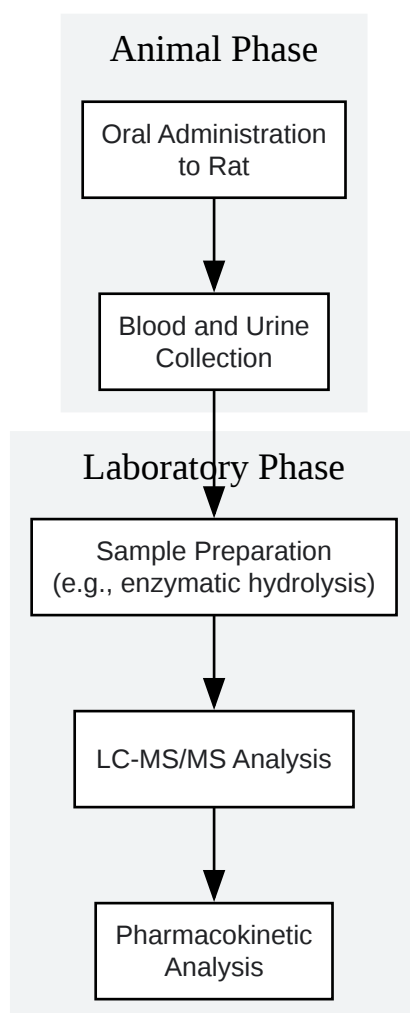 Animal Phase
Oral Administration
to Rat
Blood and Urine
Collection
Laboratory Phase
Sample Preparation
(e.g., enzymatic hydrolysis)
LC-MS/MS Analysis
Pharmacokinetic
Analysis